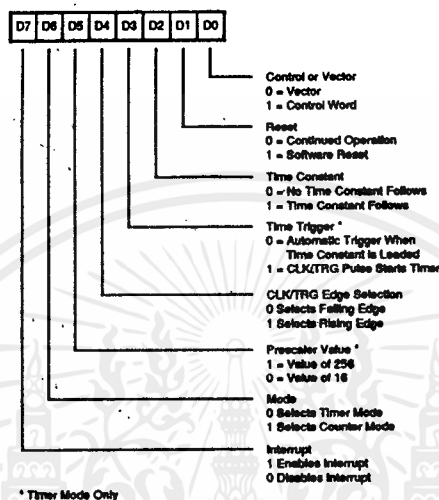 D7 D6 D5 D4 D3 D2 D1 D0
Control or Vector
0 = Vector
1 = Control Word
Reset
0 = Continued Operation
1 = Software Reset
Time Constant
0 = No Time Constant Follows
1 = Time Constant Follows
Time Trigger *
0 = Automatic Trigger When
Time Constant is Loaded
1 = CLK/TRG Pulse Starts Timer
CLK/TRG Edge Selection
0 Selects Falling Edge
1 Selects Rising Edge
Prescaler Value *
1 = Value of 256
0 = Value of 16
Mode
0 Selects Timer Mode
1 Selects Counter Mode
Interrupt
1 Enables Interrupt
0 Disables Interrupt
* Timer Mode Only